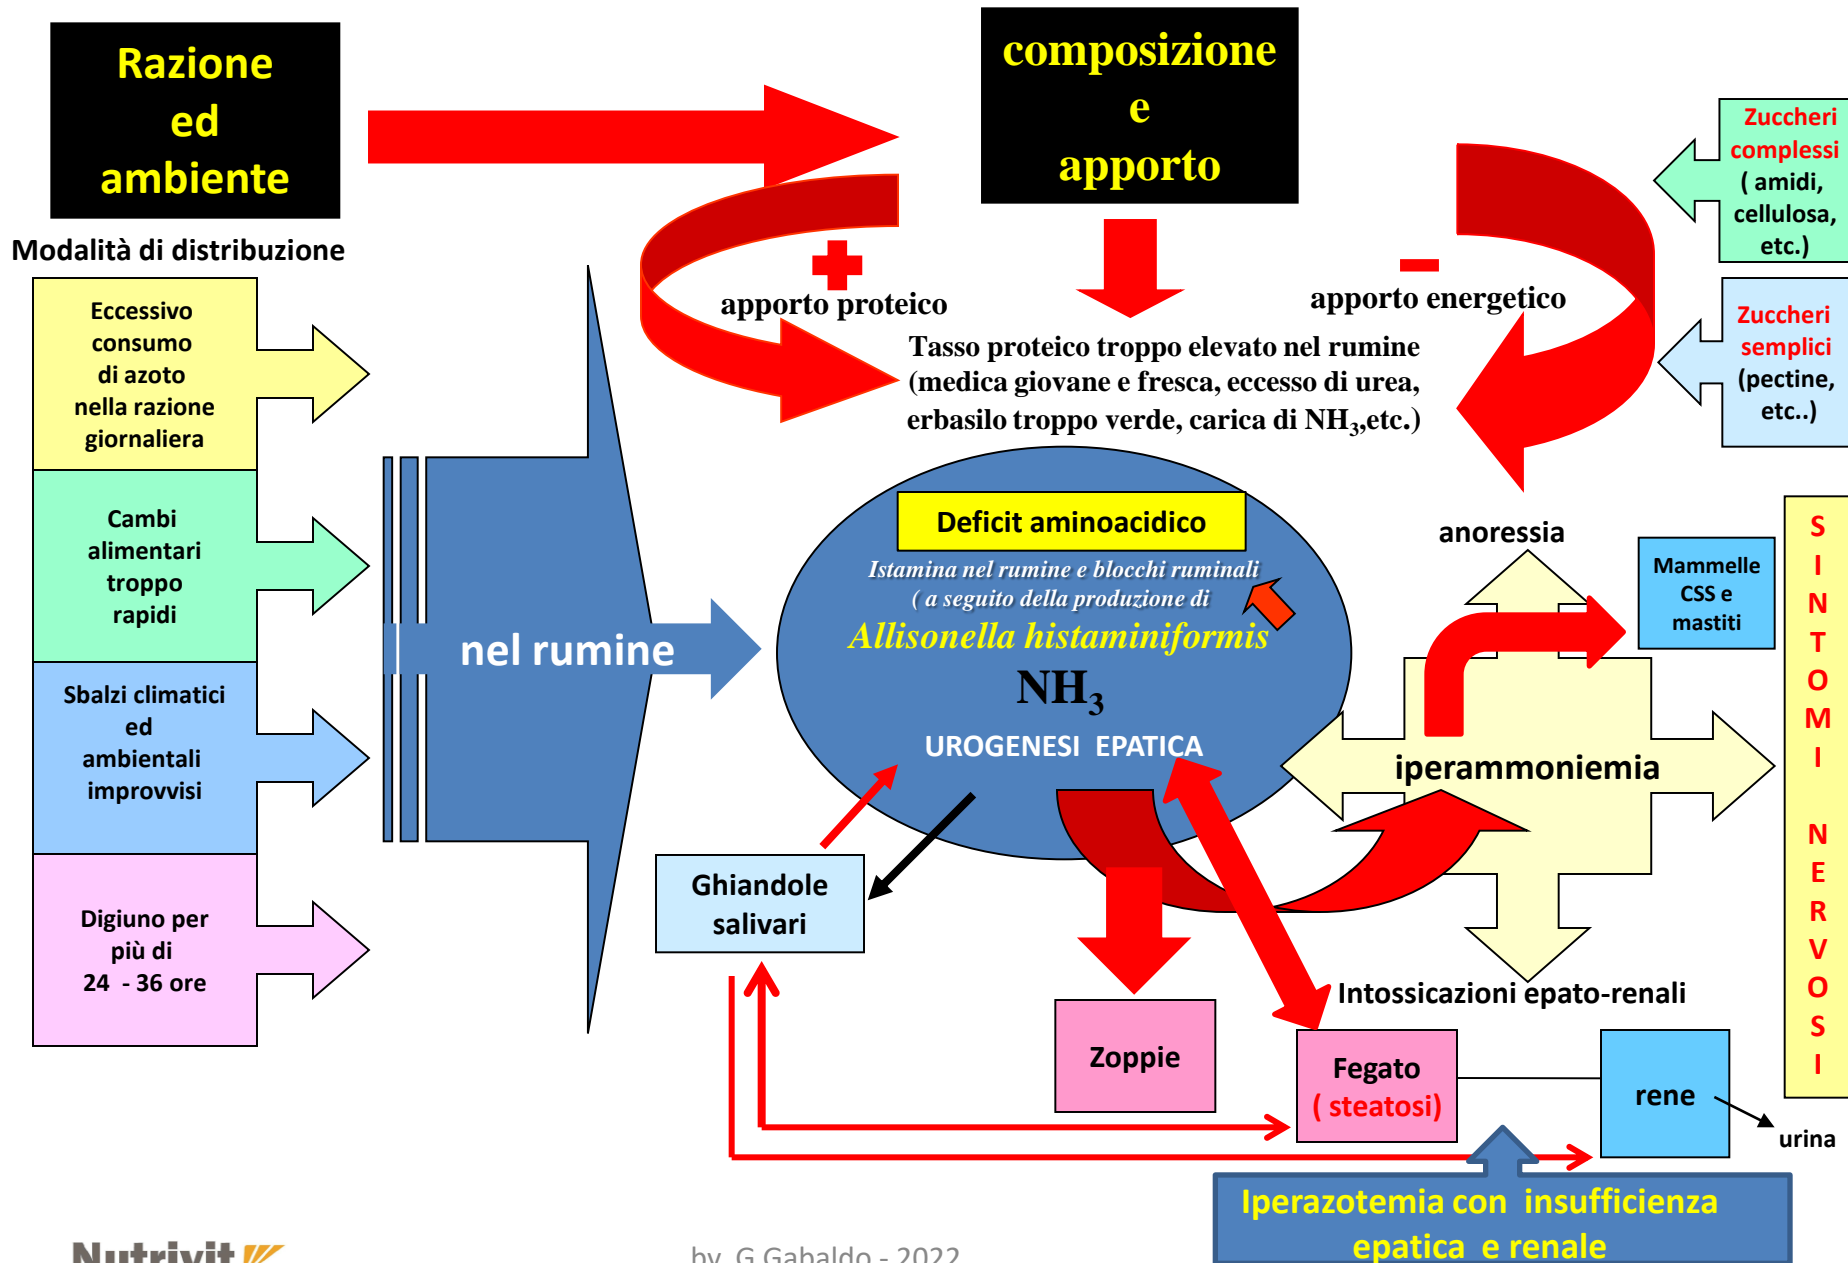 Razione
ed
ambiente
composizione
e
apporto
Zuccheri
complessi
( amidi,
cellulosa,
etc.)
Modalità di distribuzione
apporto proteico
apporto energetico
Zuccheri
semplici
(pectine,
etc..)
Eccessivo
consumo
di azoto
nella razione
giornaliera
Tasso proteico troppo elevato nel rumine
(medica giovane e fresca, eccesso di urea,
erbasilo troppo verde, carica di NH₃,etc.)
Cambi
alimentari
troppo
rapidi
Sbalzi climatici
ed
ambientali
improvvisi
Digiuno per
più di
24 - 36 ore
nel rumine
Deficit aminoacidico
Istamina nel rumine e blocchi ruminali
( a seguito della produzione di
Allisonella histaminiformis
NH₃
UROGENESI EPATICA
anoressia
Mammelle
CSS e
mastiti
iperammoniemia
SINTOMI NERVOSI
Ghiandole
salivari
Intossicazioni epato-renali
Zoppie
Fegato
( steatosi)
rene
urina
Iperazotemia con insufficienza
epatica e renale
Nutrivit
by G Gabaldo - 2022